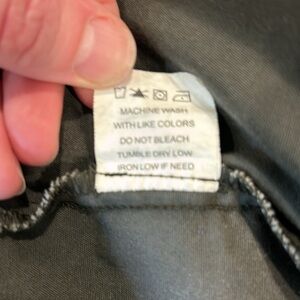 MACHINE WASH
WITH LIKE COLORS
DO NOT BLEACH
TUMBLE DRY LOW
IRON LOW IF NEED